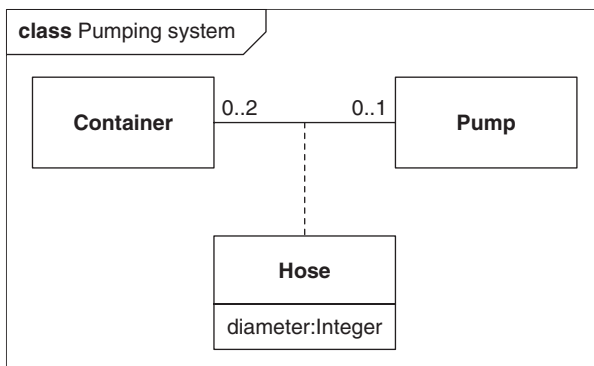 class Pumping system
Container
0..2
0..1
Pump
Hose
diameter:Integer